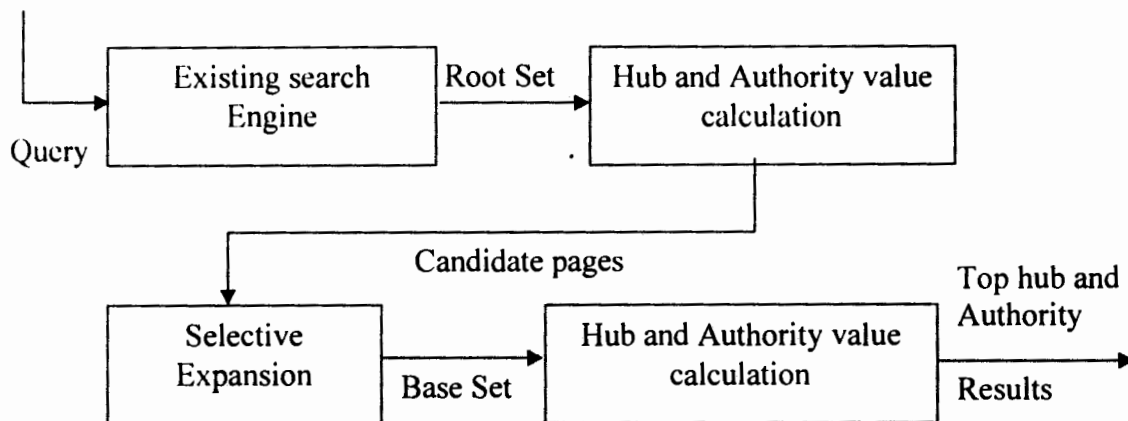 Existing search
Engine
Query
Root Set
Hub and Authority value
calculation
Candidate pages
Selective
Expansion
Base Set
Hub and Authority value
calculation
Top hub and
Authority
Results